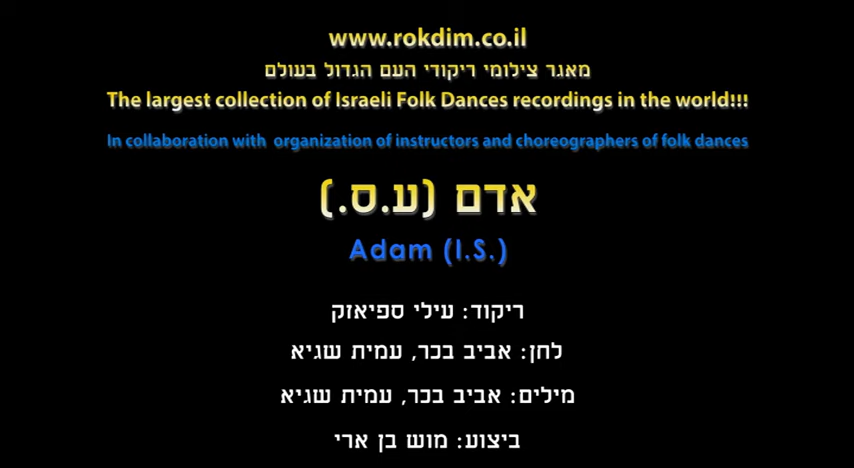 www.rokdim.co.il
מאגר צילומי ריקודי העם הגדול בעולם
The largest collection of Israeli Folk Dances recordings in the world!!!
In collaboration with organization of instructors and choreographers of folk dances
אדם (ע.ס.)
Adam (I.S.)
ריקוד: עילי ספיאזק
לחן: אביב בכר, עמית שגיא
מילים: אביב בכר, עמית שגיא
ביצוע: מוש בן ארי